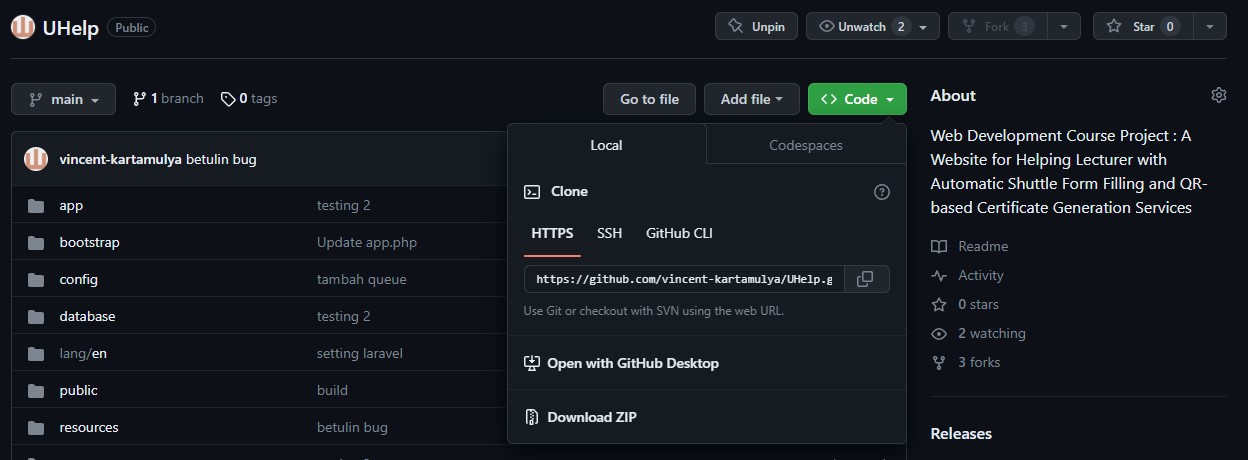 UHelp Public Unpin Unwatch 2 Fork 3 Star 0
main 1 branch 0 tags Go to file Add file Code
vincent-kartamulya betulin bug
app testing 2
bootstrap Update app.php
config tambah queue
database testing 2
lang/en setting laravel
public build
resources betulin bug
Local Codespaces
Clone
HTTPS SSH GitHub CLI
https://github.com/vincent-kartamulya/UHelp.g
Use Git or checkout with SVN using the web URL.
Open with GitHub Desktop
Download ZIP
About
Web Development Course Project : A
Website for Helping Lecturer with
Automatic Shuttle Form Filling and QR-
based Certificate Generation Services
Readme
Activity
0 stars
2 watching
3 forks
Releases